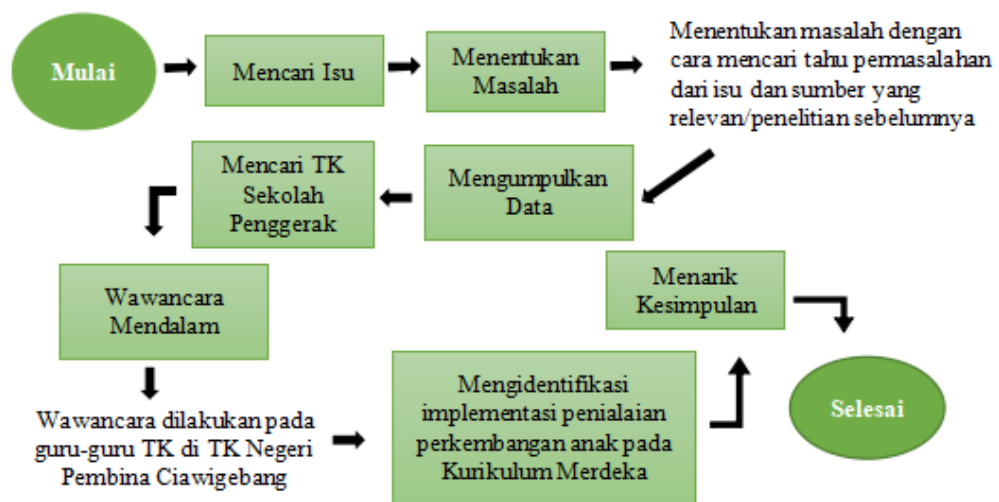 Mulai
Mencari Isu
Menentukan
Masalah
Menentukan masalah dengan
cara mencari tahu permasalahan
dari isu dan sumber yang
relevan/penelitian sebelumnya
Mengumpulkan
Data
Mencari TK
Sekolah
Penggerak
Wawancara
Mendalam
Wawancara dilakukan pada
guru-guru TK di TK Negeri
Pembina Ciawigebang
Mengidentifikasi
implementasi penialaian
perkembangan anak pada
Kurikulum Merdeka
Menarik
Kesimpulan
Selesai